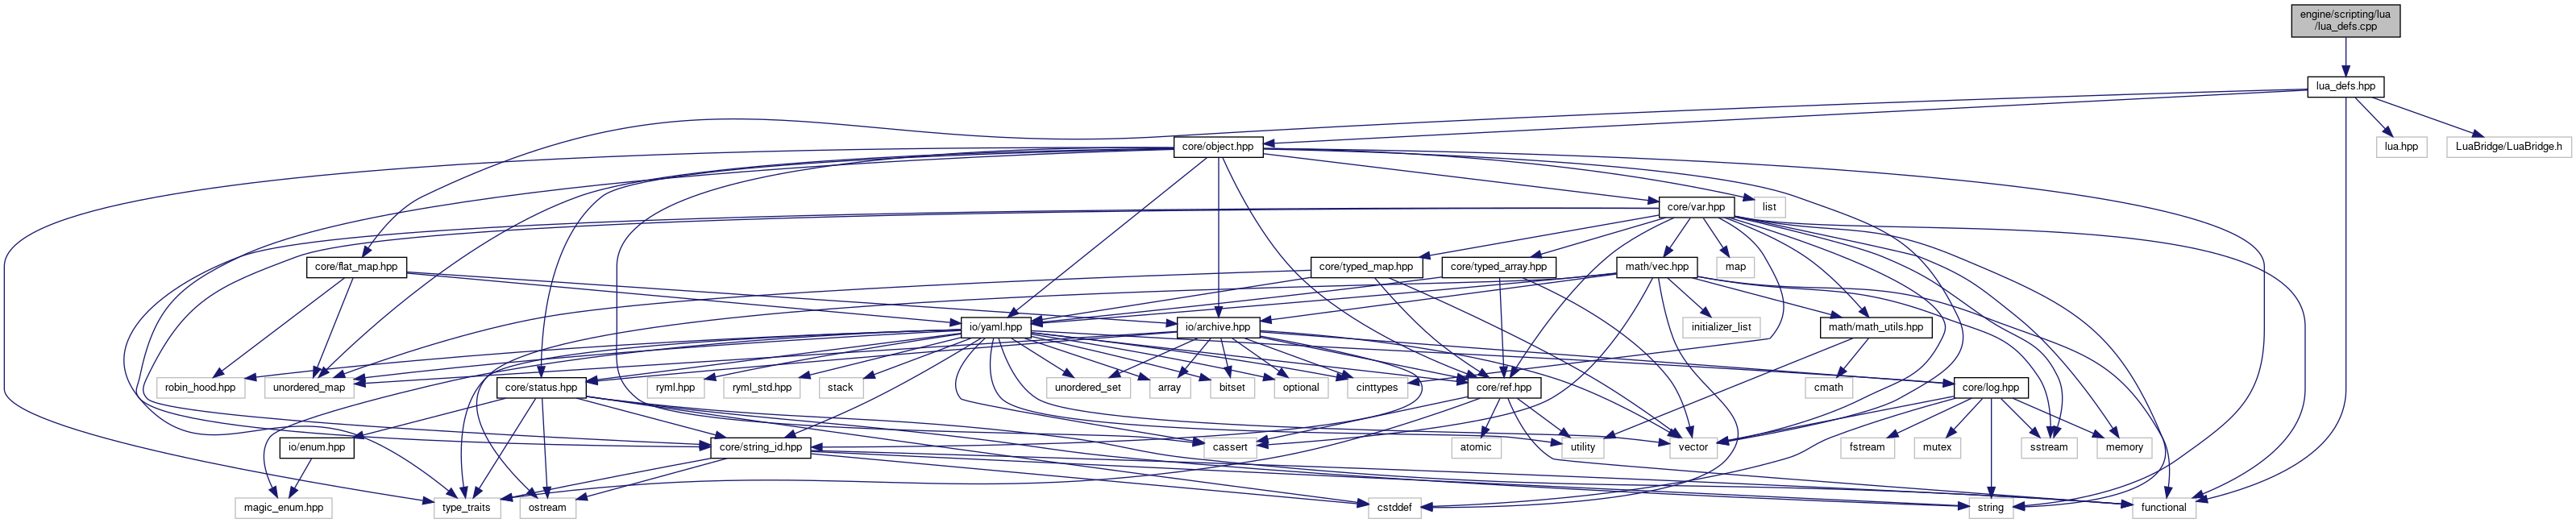 engine/scripting/lua
/lua_defs.cpp
lua_defs.hpp
core/object.hpp
lua.hpp
LuaBridge/LuaBridge.h
core/var.hpp
list
core/flat_map.hpp
core/typed_map.hpp
core/typed_array.hpp
math/vec.hpp
map
io/yaml.hpp
io/archive.hpp
initializer_list
math/math_utils.hpp
robin_hood.hpp
unordered_map
core/status.hpp
ryml.hpp
ryml_std.hpp
stack
unordered_set
array
bitset
optional
cinttypes
core/ref.hpp
cmath
core/log.hpp
io/enum.hpp
core/string_id.hpp
cassert
atomic
utility
vector
fstream
mutex
sstream
memory
magic_enum.hpp
type_traits
ostream
cstddef
string
functional